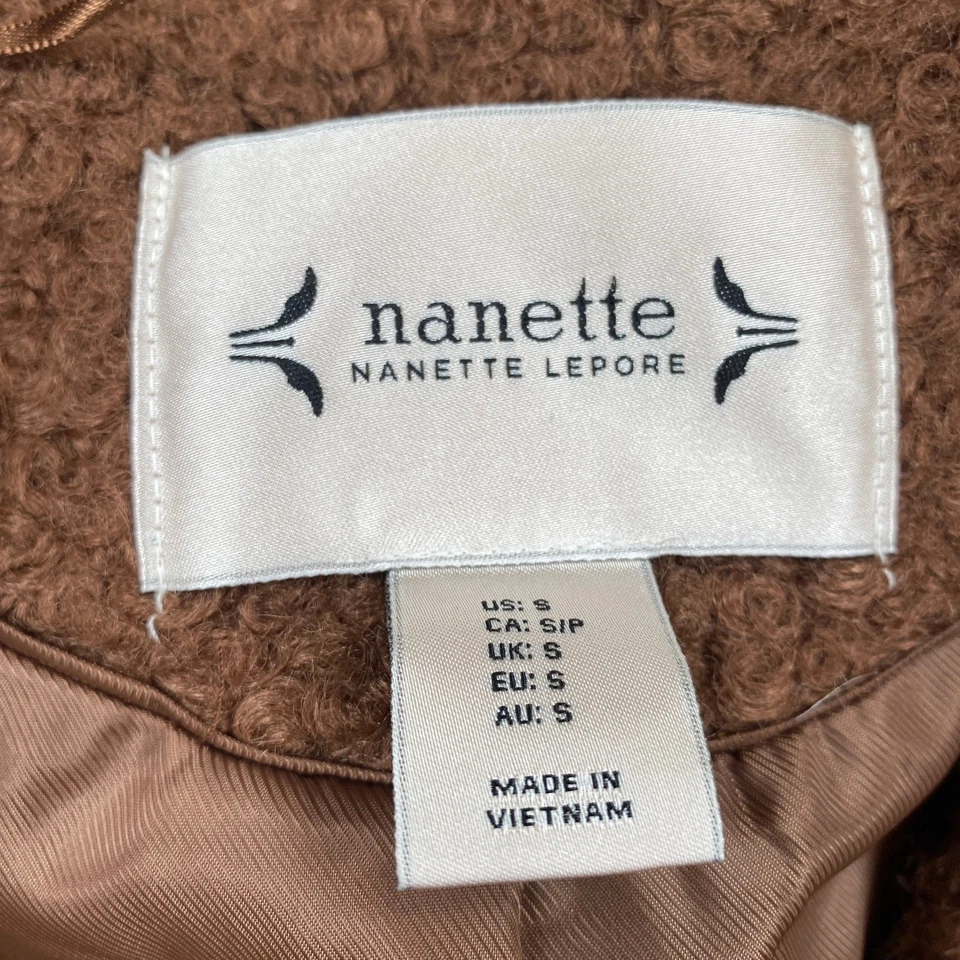 nanette
NANETTE LEPORE
US: S
CA: S/P
UK: S
EU: S
AU: S
MADE IN
VIETNAM